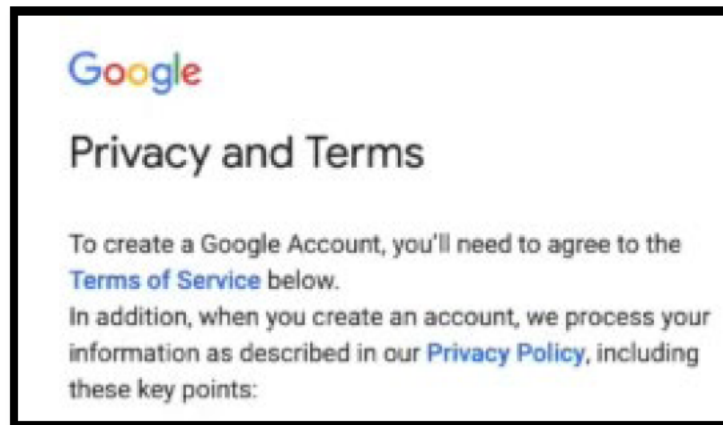 Google
Privacy and Terms
To create a Google Account, you'll need to agree to the
Terms of Service below.
In addition, when you create an account, we process your
information as described in our Privacy Policy, including
these key points: